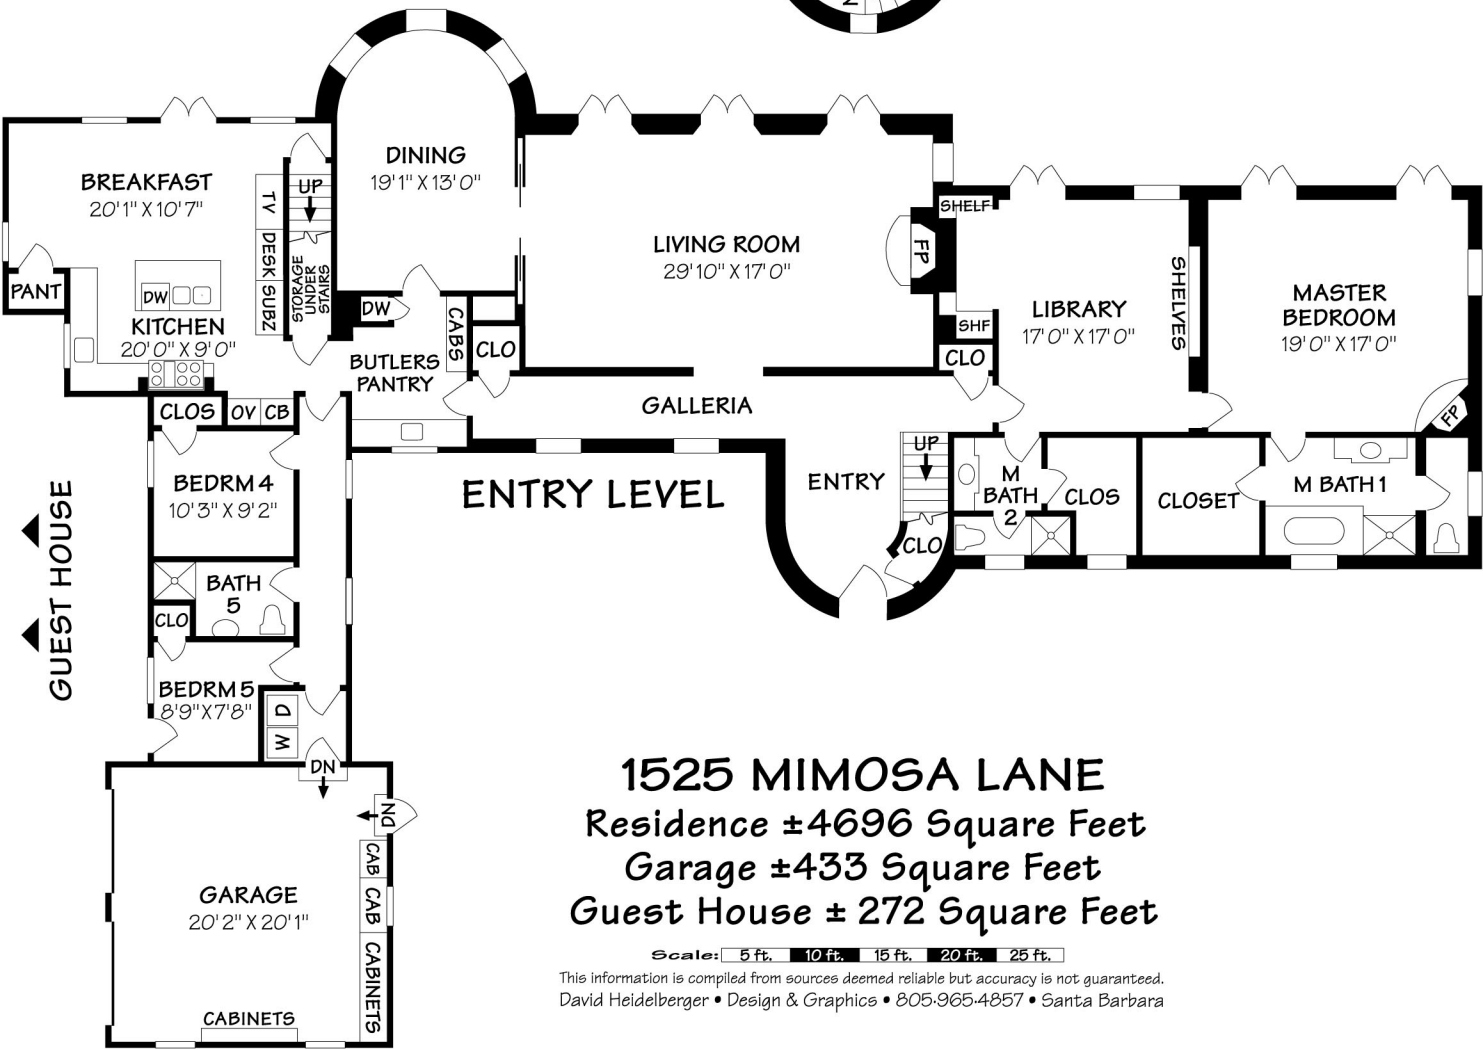 BREAKFAST
20'1" X 10'7"
TV
DESK
SUBZ
UP
STORAGE
UNDER
STAIRS
PANT
DW
KITCHEN
20'0" X 9'0"
DINING
19'1" X 13'0"
DW
CABS
BUTLERS
PANTRY
CLO
LIVING ROOM
29'10" X 17'0"
FP
SHELF
SHF
CLO
LIBRARY
17'0" X 17'0"
SHELVES
MASTER
BEDROOM
19'0" X 17'0"
FP
GALLERIA
CLOS
OV
CB
BEDRM 4
10'3" X 9'2"
ENTRY LEVEL
ENTRY
UP
CLO
M
BATH
2
CLOS
CLOSET
M BATH 1
GUEST HOUSE
BATH
5
CLO
BEDRM 5
8'9" X 7'8"
D
W
DN
DN
GARAGE
20'2" X 20'1"
CAB
CAB
CABINETS
CABINETS
1525 MIMOSA LANE
Residence ±4696 Square Feet
Garage ±433 Square Feet
Guest House ± 272 Square Feet
Scale: 5 ft. 10 ft. 15 ft. 20 ft. 25 ft.
This information is compiled from sources deemed reliable but accuracy is not guaranteed.
David Heidelberger • Design & Graphics • 805•965•4857 • Santa Barbara